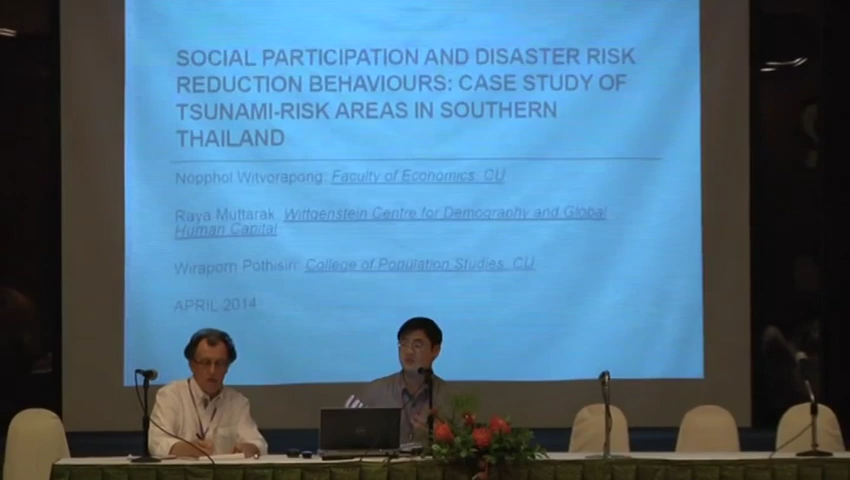 SOCIAL PARTICIPATION AND DISASTER RISK
REDUCTION BEHAVIOURS: CASE STUDY OF
TSUNAMI-RISK AREAS IN SOUTHERN
THAILAND
Nopphol Witvorapong: Faculty of Economics, CU
Raya Muttarak: Wittgenstein Centre for Demography and Global
Human Capital
Wiraporn Pothisiri: College of Population Studies, CU
APRIL 2014